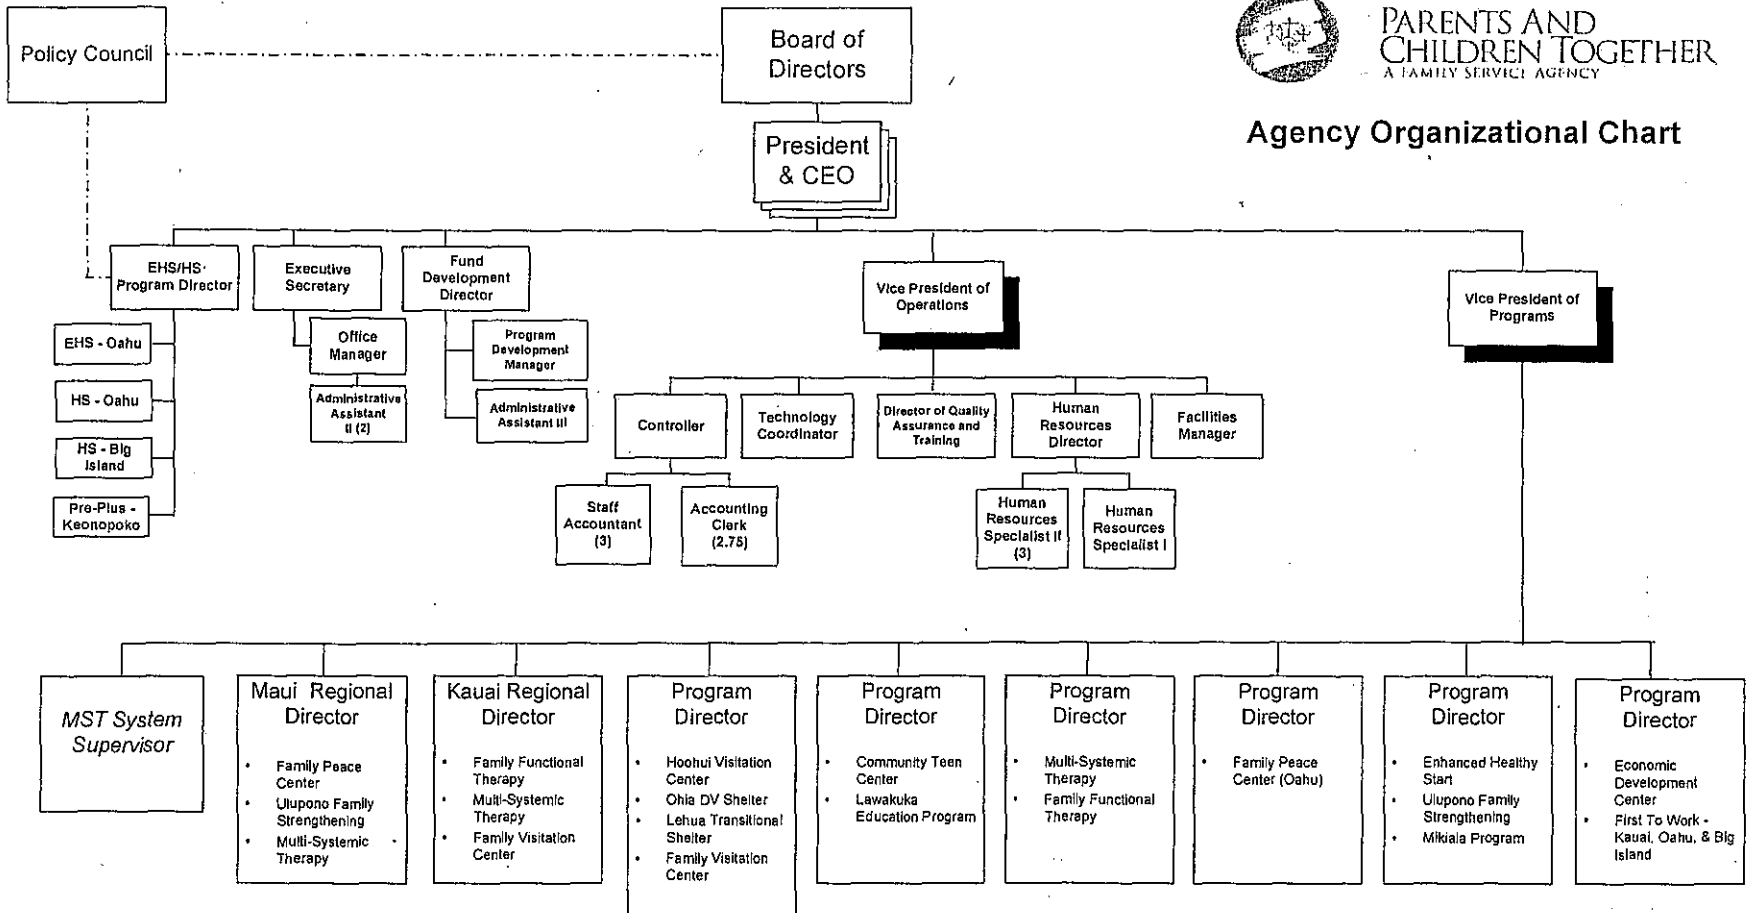 Policy Council
Board of
Directors
PARENTS AND
CHILDREN TOGETHER
A FAMILY SERVICE AGENCY
Agency Organizational Chart
President
& CEO
EHS/HS
Program Director
Executive
Secretary
Fund
Development
Director
Vice President of
Operations
Vice President of
Programs
EHS - Oahu
HS - Oahu
HS - Big
Island
Pre-Plus -
Keonopoko
Office
Manager
Administrative
Assistant
II (2)
Program
Development
Manager
Administrative
Assistant III
Controller
Technology
Coordinator
Director of Quality
Assurance and
Training
Human
Resources
Director
Facilities
Manager
Staff
Accountant
(3)
Accounting
Clerk
(2.75)
Human
Resources
Specialist II
(3)
Human
Resources
Specialist I
MST System
Supervisor
Maui Regional
Director
• Family Peace
Center
• Ulupono Family
Strengthening
• Multi-Systemic
Therapy
Kauai Regional
Director
• Family Functional
Therapy
• Multi-Systemic
Therapy
• Family Visitation
Center
Program
Director
• Hoohui Visitation
Center
• Ohia DV Shelter
• Lehua Transitional
Shelter
• Family Visitation
Center
Program
Director
• Community Teen
Center
• Lawakuka
Education Program
Program
Director
• Multi-Systemic
Therapy
• Family Functional
Therapy
Program
Director
• Family Peace
Center (Oahu)
Program
Director
• Enhanced Healthy
Start
• Ulupono Family
Strengthening
• Mikiala Program
Program
Director
• Economic
Development
Center
• First To Work -
Kauai, Oahu, & Big
Island